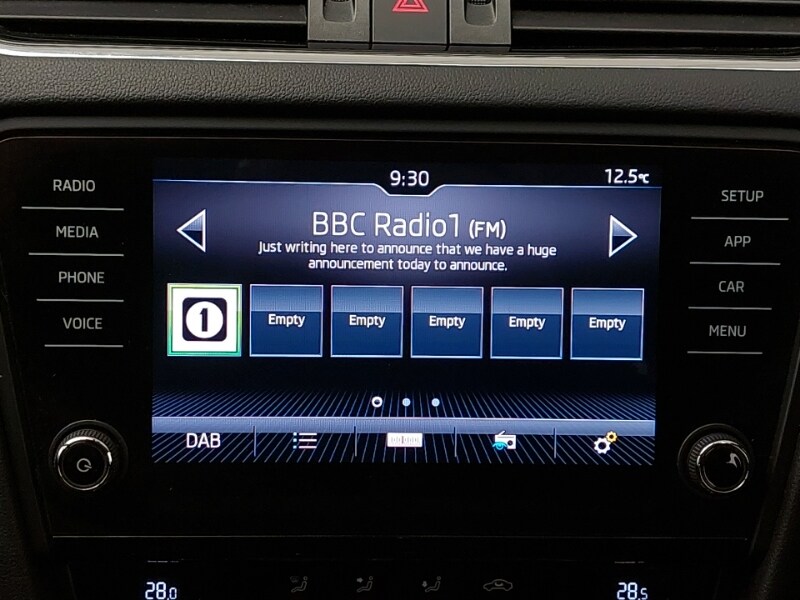 9:30 12.5°C
RADIO SETUP
BBC Radio1 (FM)
MEDIA APP
Just writing here to announce that we have a huge
announcement today to announce.
PHONE CAR
VOICE MENU
1 Empty Empty Empty Empty Empty
DAB
28.0 28.5